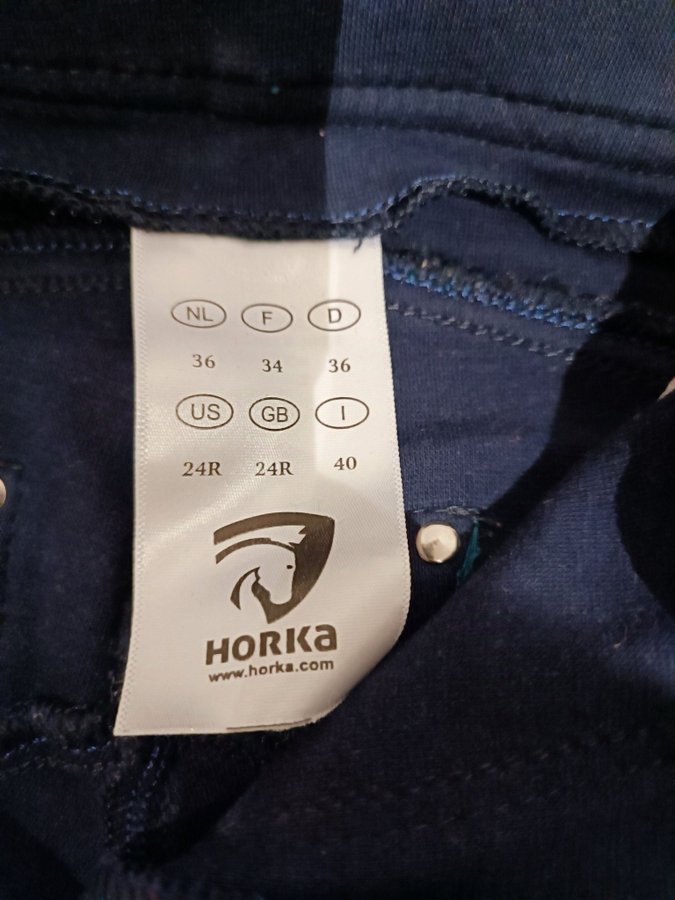 NL F D
36 34 36
US GB I
24R 24R 40
HORKa
www.horka.com